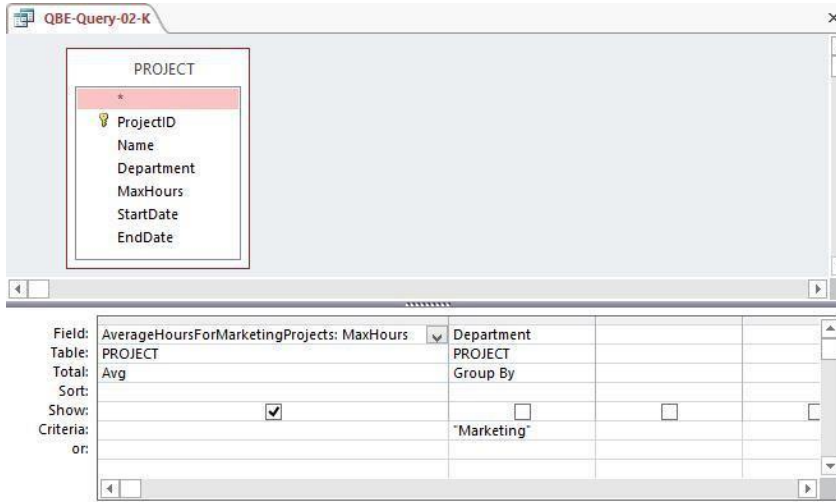 QBE-Query-02-K
PROJECT
*
ProjectID
Name
Department
MaxHours
StartDate
EndDate
Field: AverageHoursForMarketingProjects: MaxHours Department
Table: PROJECT PROJECT
Total: Avg Group By
Sort:
Show:
Criteria: "Marketing"
or: